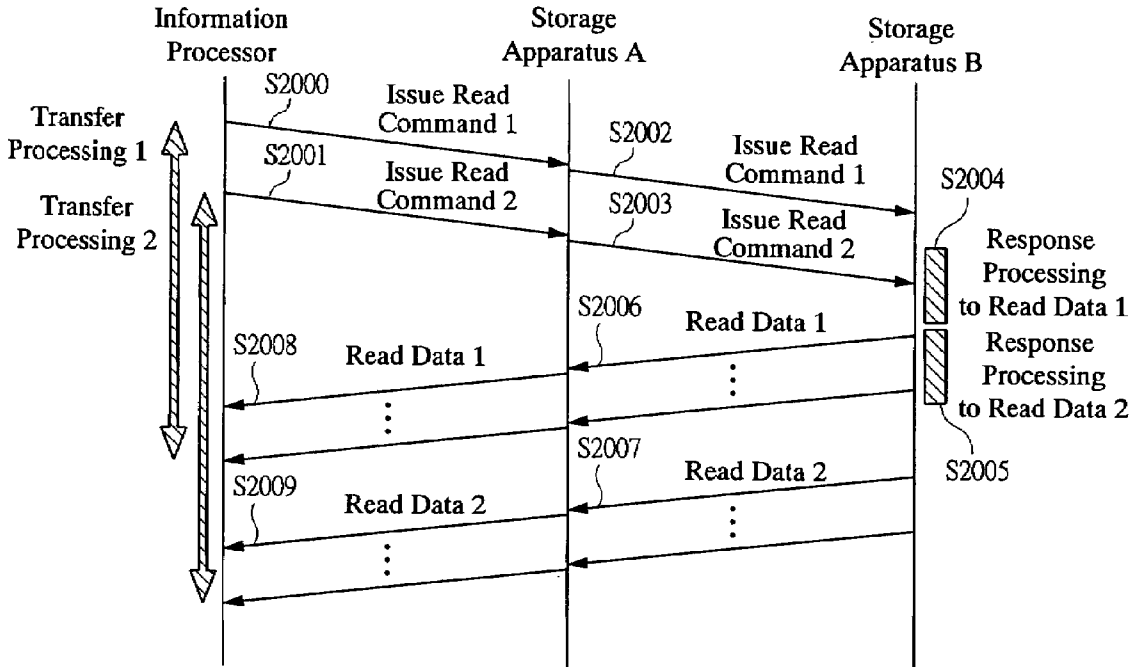 Information
Processor
Storage
Apparatus A
Storage
Apparatus B
S2000
Issue Read
Command 1
Transfer
Processing 1
S2002
Issue Read
Command 1
S2001
Issue Read
Command 2
S2004
Transfer
Processing 2
S2003
Issue Read
Command 2
Response
Processing
to Read Data 1
S2006
Read Data 1
S2008
Read Data 1
Response
Processing
to Read Data 2
S2007
Read Data 2
S2005
S2009
Read Data 2